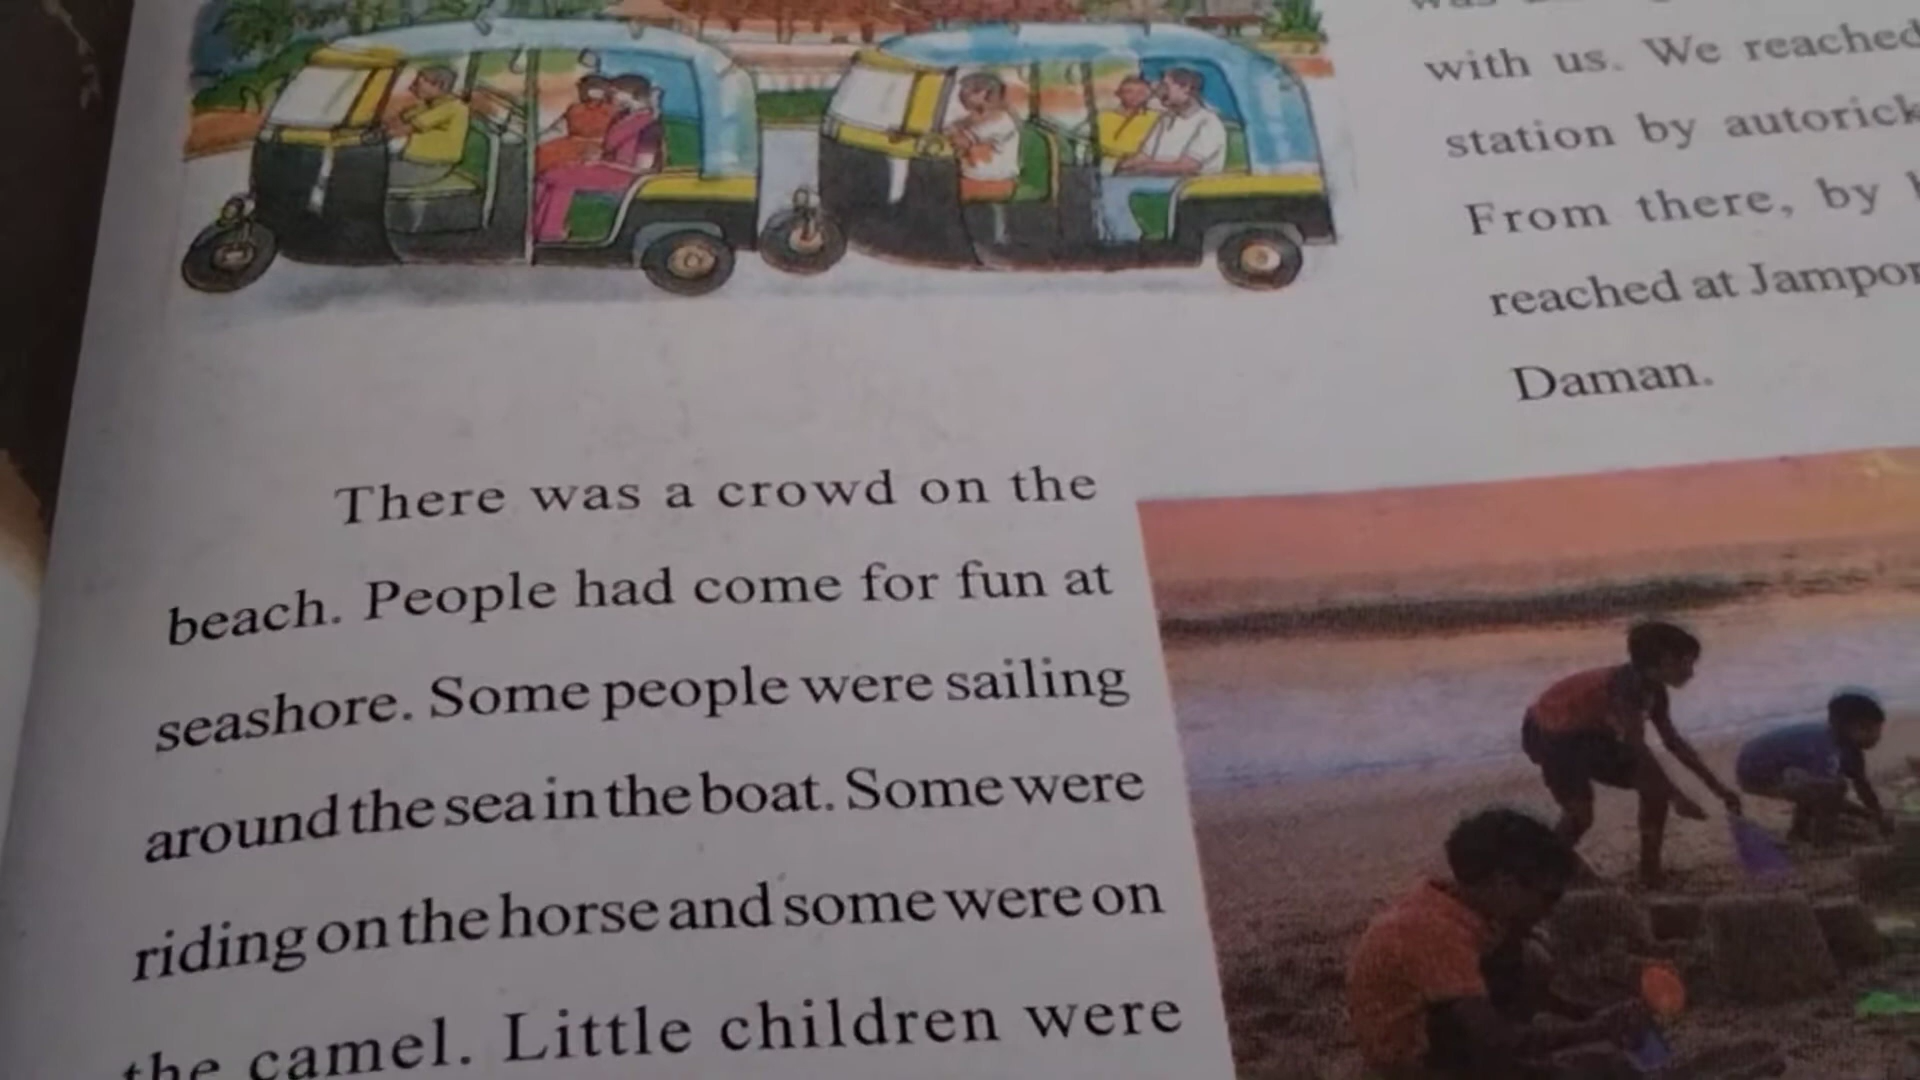 with us. We reached
station by
From there, by
reached at
Daman.
There was a crowd on the
beach. People had come for fun at
seashore. Some people were sailing
around the sea in the boat. Some were
riding on the horse and some were on
the camel. Little children were